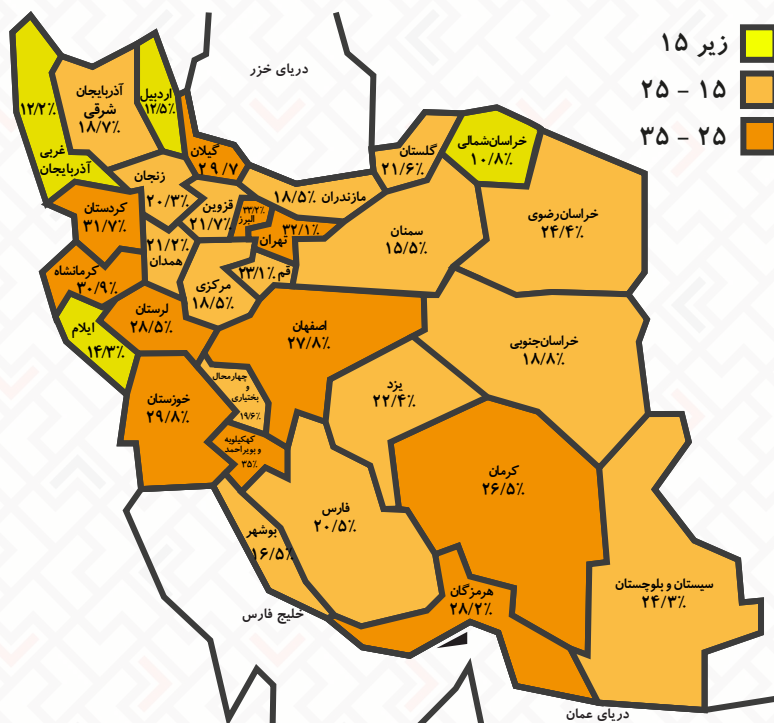 زیر ۱۵
۱۵ - ۲۵
۲۵ - ۳۵
دریای خزر
آذربایجان
شرقی
۱۸/۷٪
اردبیل
۱۲/۵٪
۱۲/۲٪
غربی
آذربایجان
گیلان
۲۹/۷
گلستان
۲۱/۶٪
خراسان‌شمالی
۱۰/۸٪
زنجان
۲۰/۳٪
مازندران ۱۸/۵٪
قزوین
۲۱/۷٪
۳۳/۲٪
البرز
۳۲/۱٪
تهران
کردستان
۳۱/۷٪
خراسان‌رضوی
۲۴/۴٪
سمنان
۱۵/۵٪
۲۱/۲٪
همدان
قم ۲۳/۱٪
مرکزی
۱۸/۵٪
کرمانشاه
۳۰/۹٪
لرستان
۲۸/۵٪
ایلام
۱۴/۳٪
اصفهان
۲۷/۸٪
خراسان‌جنوبی
۱۸/۸٪
چهارمحال
و
بختیاری
۱۹/۶٪
یزد
۲۲/۴٪
خوزستان
۲۹/۸٪
کهکیلویه
و بویراحمد
۳۵٪
کرمان
۲۶/۵٪
فارس
۲۰/۵٪
بوشهر
۱۶/۵٪
سیستان و بلوچستان
۲۴/۳٪
هرمزگان
۲۸/۲٪
خلیج فارس
دریای عمان